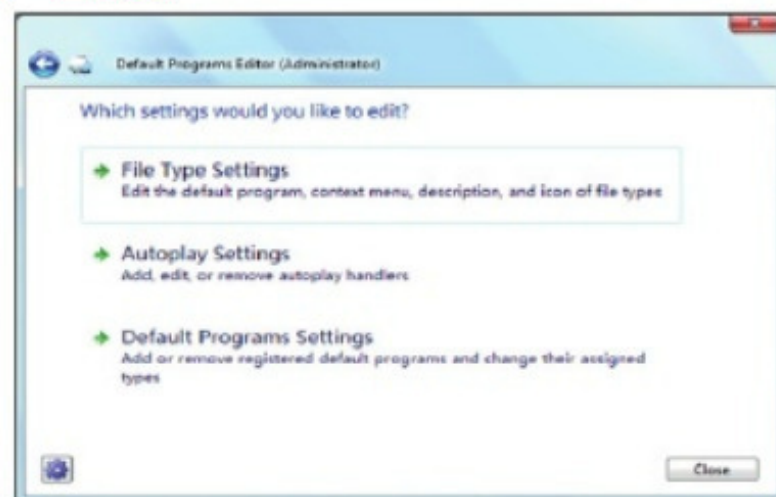 Default Programs Editor (Administrator)
Which settings would you like to edit?
File Type Settings
Edit the default program, context menu, description, and icon of file types
Autoplay Settings
Add, edit, or remove autoplay handlers
Default Programs Settings
Add or remove registered default programs and change their assigned
types
Close